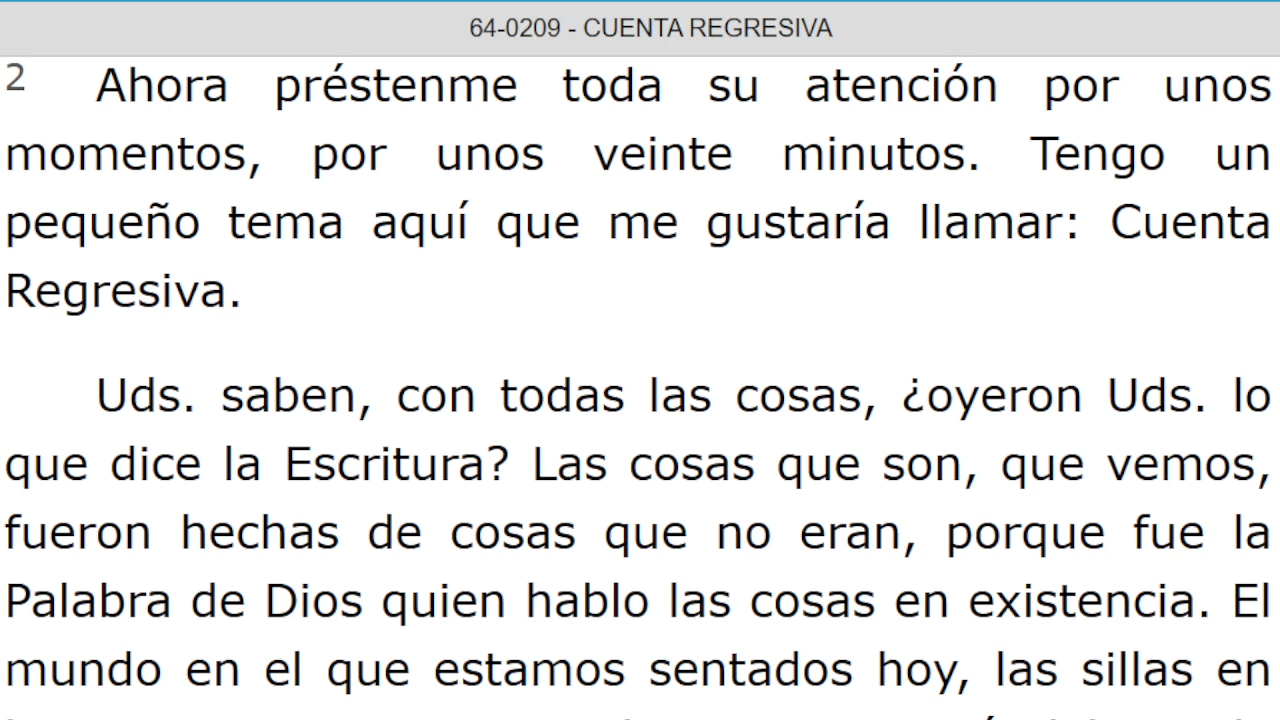 64-0209 - CUENTA REGRESIVA
2 Ahora préstenme toda su atención por unos
momentos, por unos veinte minutos. Tengo un
pequeño tema aquí que me gustaría llamar: Cuenta
Regresiva.
Uds. saben, con todas las cosas, ¿oyeron Uds. lo
que dice la Escritura? Las cosas que son, que vemos,
fueron hechas de cosas que no eran, porque fue la
Palabra de Dios quien hablo las cosas en existencia. El
mundo en el que estamos sentados hoy, las sillas en